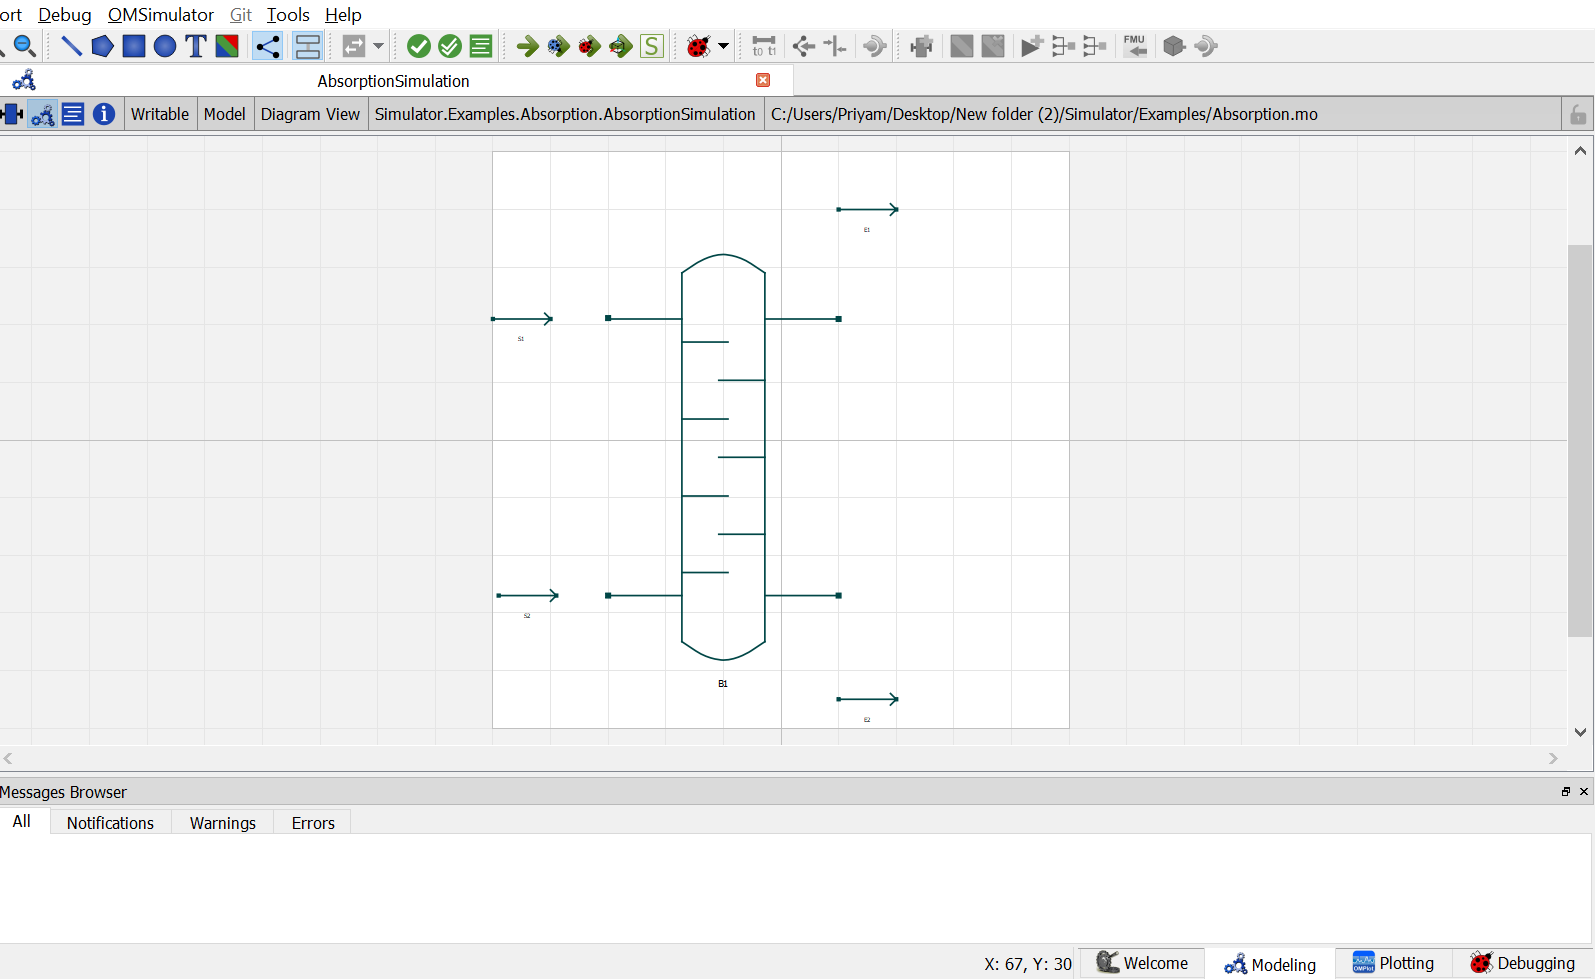 ort Debug OMSimulator Git Tools Help
T to t1 S FMU
AbsorptionSimulation
Writable Model Diagram View Simulator.Examples.Absorption.AbsorptionSimulation C:/Users/Priyam/Desktop/New folder (2)/Simulator/Examples/Absorption.mo
E1
S1
S2
B1
E2
Messages Browser
All Notifications Warnings Errors
X: 67, Y: 30 Welcome Modeling Plotting Debugging